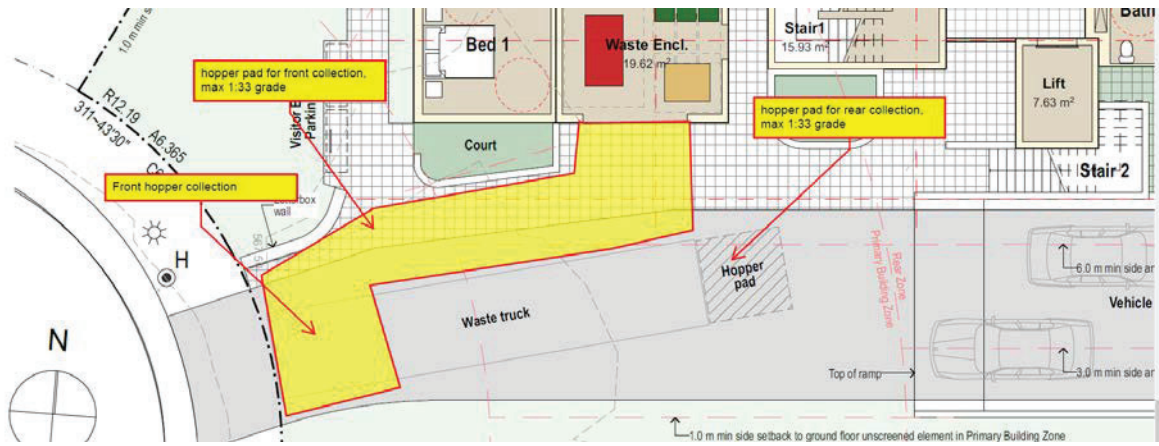 1.0 m min s
Bed 1
Waste Encl.
19.62 m²
Stair1
15.93 m²
Bath
hopper pad for front collection,
max 1:33 grade
Lift
7.63 m²
R12.19 A6.365
311~43'30"
Parking
hopper pad for rear collection,
max 1:33 grade
Court
Front hopper collection
Stair 2
wall
H
Rear Zone
Primary Building Zone
6.0 m min side ar
Hopper
pad
Vehicle
Waste truck
N
Top of ramp
3.0 m min side ar
1.0 m min side setback to ground floor unscreened element in Primary Building Zone